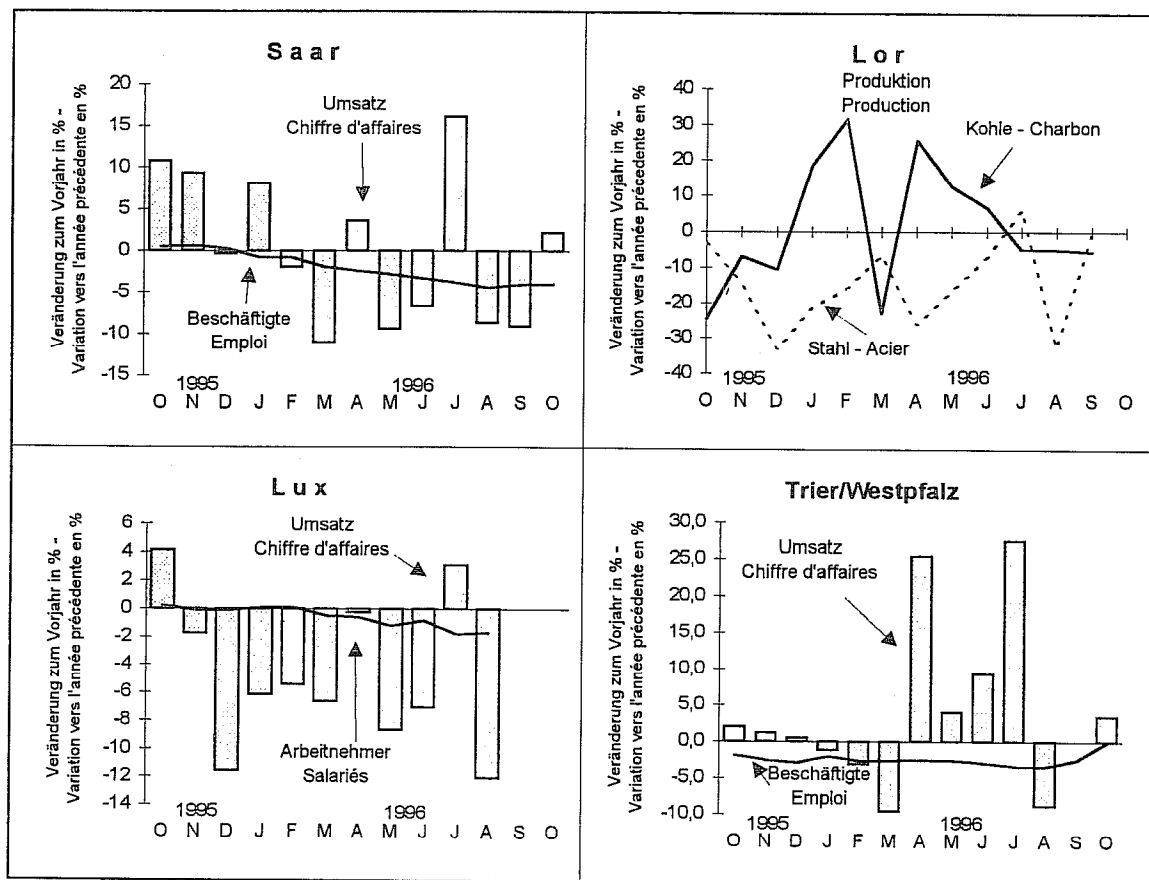 Saar
Veränderung zum Vorjahr in % -
Variation vers l'année précédente en %
20
15
10
5
0
-5
-10
-15
Umsatz
Chiffre d'affaires
Beschäftigte
Emploi
1995
1996
O N D J F M A M J J A S O
Lor
Veränderung zum Vorjahr in % -
Variation vers l'année précedente en %
40
30
20
10
0
-10
-20
-30
-40
Produktion
Production
Kohle - Charbon
Stahl - Acier
1995
1996
O N D J F M A M J J A S O
Lux
Veränderung zum Vorjahr in % -
Variation vers l'année précédente en %
6
4
2
0
-2
-4
-6
-8
-10
-12
-14
Umsatz
Chiffre d'affaires
Arbeitnehmer
Salariés
1995
1996
O N D J F M A M J J A S O
Trier/Westpfalz
Veränderung zum Vorjahr in % -
Variation vers l'année précédente en %
30,0
25,0
20,0
15,0
10,0
5,0
0,0
-5,0
-10,0
Umsatz
Chiffre d'affaires
Beschäftigte
Emploi
1995
1996
O N D J F M A M J J A S O